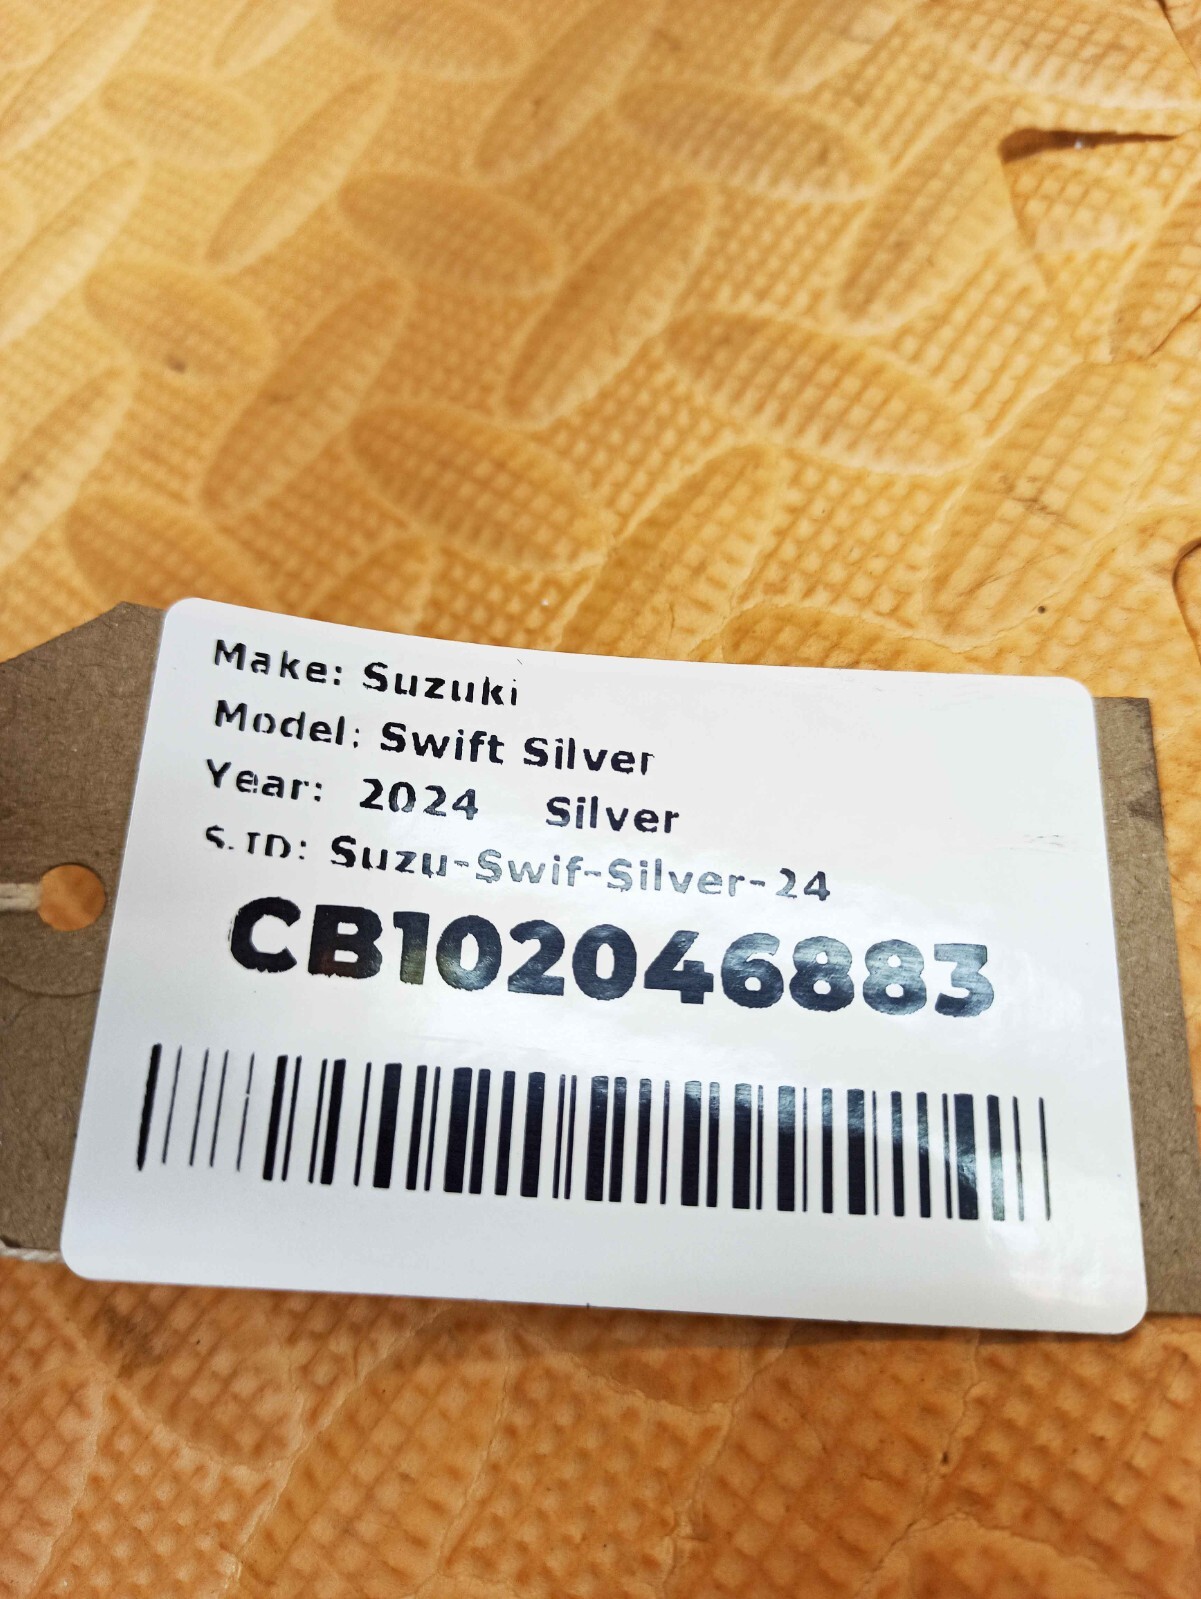 Make: Suzuki
Model: Swift Silver
Year: 2024 Silver
S.ID: Suzu-Swif-Silver-24
CB102046883